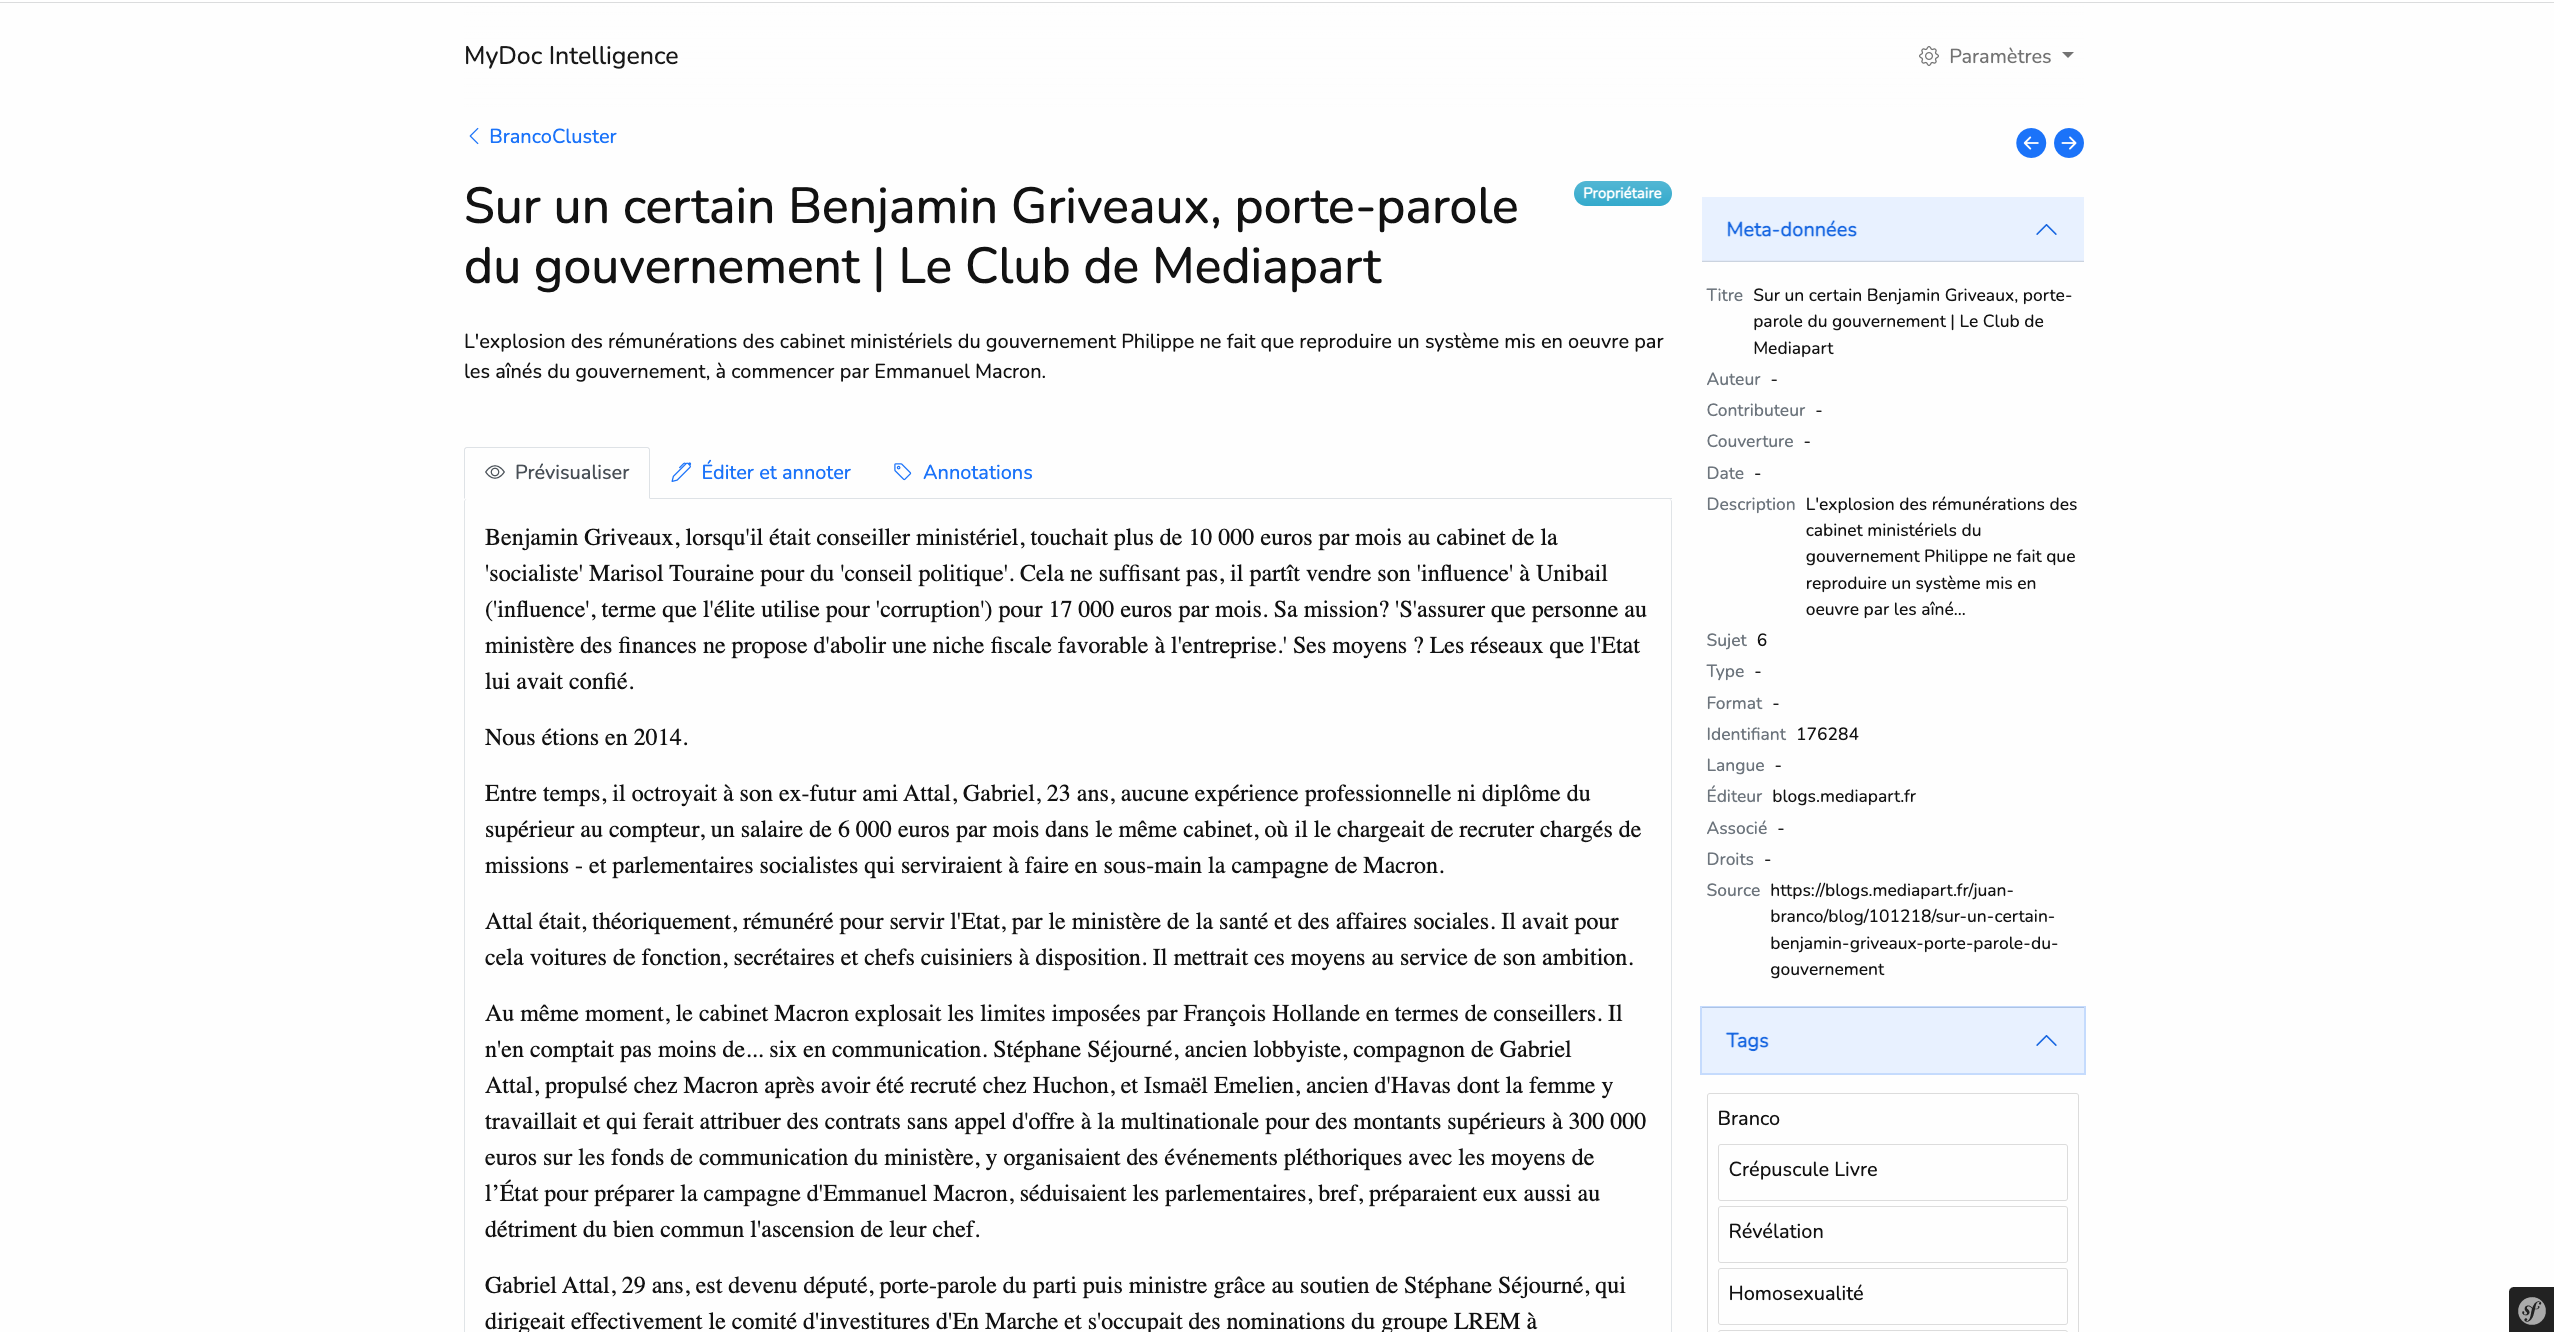 MyDoc Intelligence
Paramètres
BrancoCluster
Sur un certain Benjamin Griveaux, porte-parole
du gouvernement | Le Club de Mediapart
Propriétaire
L'explosion des rémunérations des cabinet ministériels du gouvernement Philippe ne fait que reproduire un système mis en oeuvre par
les aînés du gouvernement, à commencer par Emmanuel Macron.
Prévisualiser
Éditer et annoter
Annotations
Benjamin Griveaux, lorsqu'il était conseiller ministériel, touchait plus de 10 000 euros par mois au cabinet de la
'socialiste' Marisol Touraine pour du 'conseil politique'. Cela ne suffisant pas, il partît vendre son 'influence' à Unibail
('influence', terme que l'élite utilise pour 'corruption') pour 17 000 euros par mois. Sa mission? 'S'assurer que personne au
ministère des finances ne propose d'abolir une niche fiscale favorable à l'entreprise.' Ses moyens ? Les réseaux que l'Etat
lui avait confié.
Nous étions en 2014.
Entre temps, il octroyait à son ex-futur ami Attal, Gabriel, 23 ans, aucune expérience professionnelle ni diplôme du
supérieur au compteur, un salaire de 6 000 euros par mois dans le même cabinet, où il le chargeait de recruter chargés de
missions - et parlementaires socialistes qui serviraient à faire en sous-main la campagne de Macron.
Attal était, théoriquement, rémunéré pour servir l'Etat, par le ministère de la santé et des affaires sociales. Il avait pour
cela voitures de fonction, secrétaires et chefs cuisiniers à disposition. Il mettrait ces moyens au service de son ambition.
Au même moment, le cabinet Macron explosait les limites imposées par François Hollande en termes de conseillers. Il
n'en comptait pas moins de... six en communication. Stéphane Séjourné, ancien lobbyiste, compagnon de Gabriel
Attal, propulsé chez Macron après avoir été recruté chez Huchon, et Ismaël Emelien, ancien d'Havas dont la femme y
travaillait et qui ferait attribuer des contrats sans appel d'offre à la multinationale pour des montants supérieurs à 300 000
euros sur les fonds de communication du ministère, y organisaient des événements pléthoriques avec les moyens de
l’État pour préparer la campagne d'Emmanuel Macron, séduisaient les parlementaires, bref, préparaient eux aussi au
détriment du bien commun l'ascension de leur chef.
Gabriel Attal, 29 ans, est devenu député, porte-parole du parti puis ministre grâce au soutien de Stéphane Séjourné, qui
dirigeait effectivement le comité d'investitures d'En Marche et s'occupait des nominations du groupe LREM à
Meta-données
Titre Sur un certain Benjamin Griveaux, porte-
parole du gouvernement | Le Club de
Mediapart
Auteur -
Contributeur -
Couverture -
Date -
Description L'explosion des rémunérations des
cabinet ministériels du
gouvernement Philippe ne fait que
reproduire un système mis en
oeuvre par les aîné...
Sujet 6
Type -
Format -
Identifiant 176284
Langue -
Éditeur blogs.mediapart.fr
Associé -
Droits -
Source https://blogs.mediapart.fr/juan-
branco/blog/101218/sur-un-certain-
benjamin-griveaux-porte-parole-du-
gouvernement
Tags
Branco
Crépuscule Livre
Révélation
Homosexualité
sf